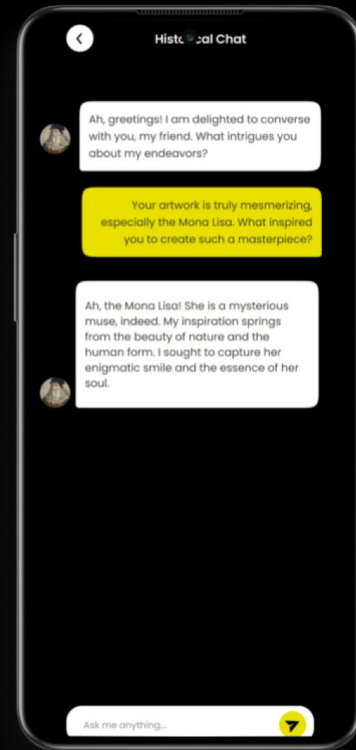 Historical Chat
Ah, greetings! I am delighted to converse
with you, my friend. What intrigues you
about my endeavors?
Your artwork is truly mesmerizing,
especially the Mona Lisa. What inspired
you to create such a masterpiece?
Ah, the Mona Lisa! She is a mysterious
muse, indeed. My inspiration springs
from the beauty of nature and the
human form. I sought to capture her
enigmatic smile and the essence of her
soul.
Ask me anything...